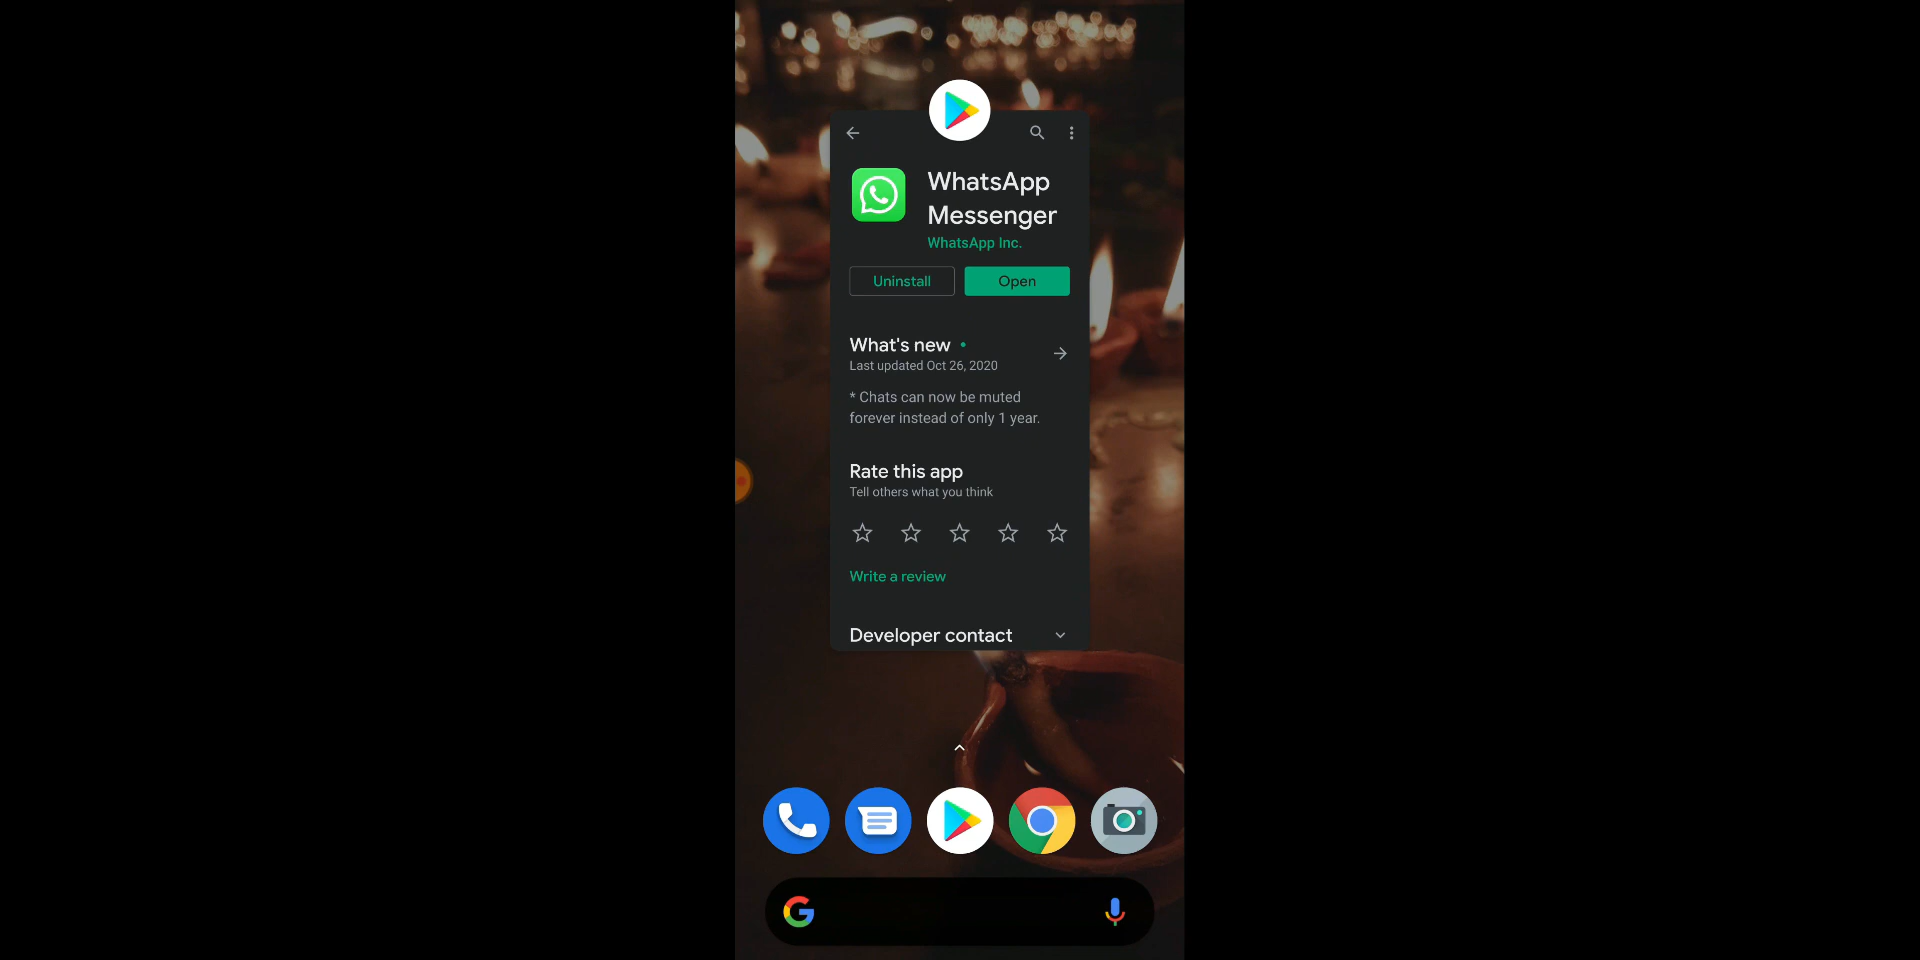 WhatsApp
Messenger
WhatsApp Inc.
Uninstall
Open
What's new
Last updated Oct 26, 2020
* Chats can now be muted
forever instead of only 1 year.
Rate this app
Tell others what you think
Write a review
Developer contact